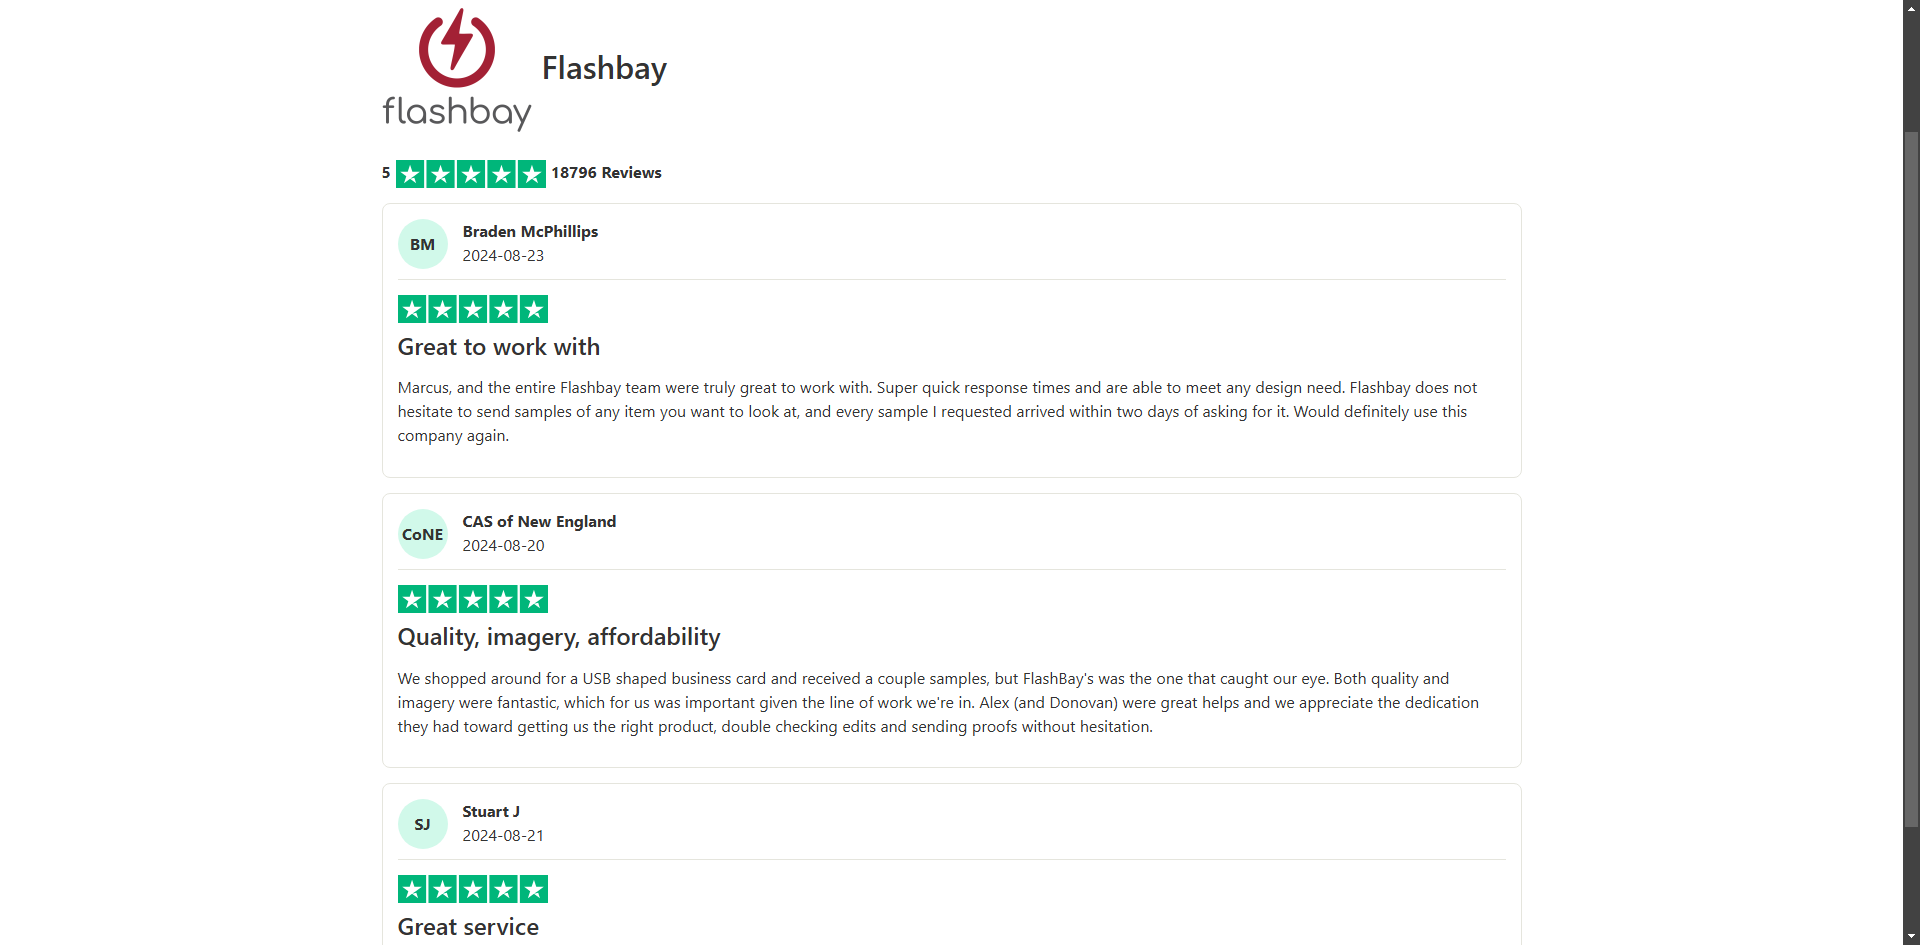 flashbay
Flashbay
5 18796 Reviews
BM
Braden McPhillips
2024-08-23
Great to work with
Marcus, and the entire Flashbay team were truly great to work with. Super quick response times and are able to meet any design need. Flashbay does not
hesitate to send samples of any item you want to look at, and every sample I requested arrived within two days of asking for it. Would definitely use this
company again.
CoNE
CAS of New England
2024-08-20
Quality, imagery, affordability
We shopped around for a USB shaped business card and received a couple samples, but FlashBay's was the one that caught our eye. Both quality and
imagery were fantastic, which for us was important given the line of work we're in. Alex (and Donovan) were great helps and we appreciate the dedication
they had toward getting us the right product, double checking edits and sending proofs without hesitation.
SJ
Stuart J
2024-08-21
Great service